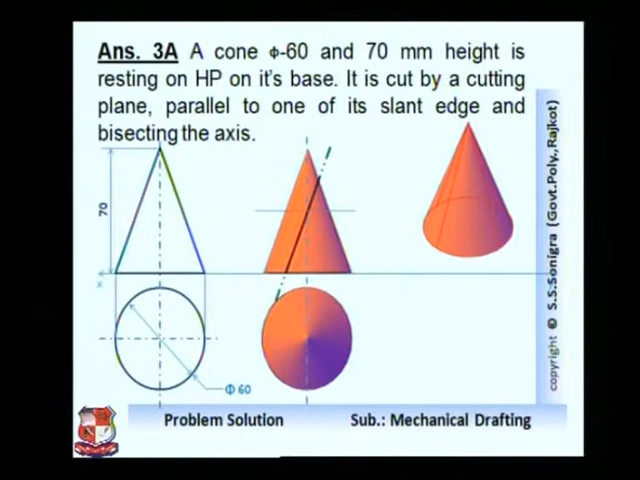 Ans. 3A A cone ϕ-60 and 70 mm height is
resting on HP on it's base. It is cut by a cutting
plane, parallel to one of its slant edge and
bisecting the axis.
70
x
Φ 60
copyright © S.S.Sonigra (Govt.Poly.,Rajkot)
Problem Solution Sub.: Mechanical Drafting